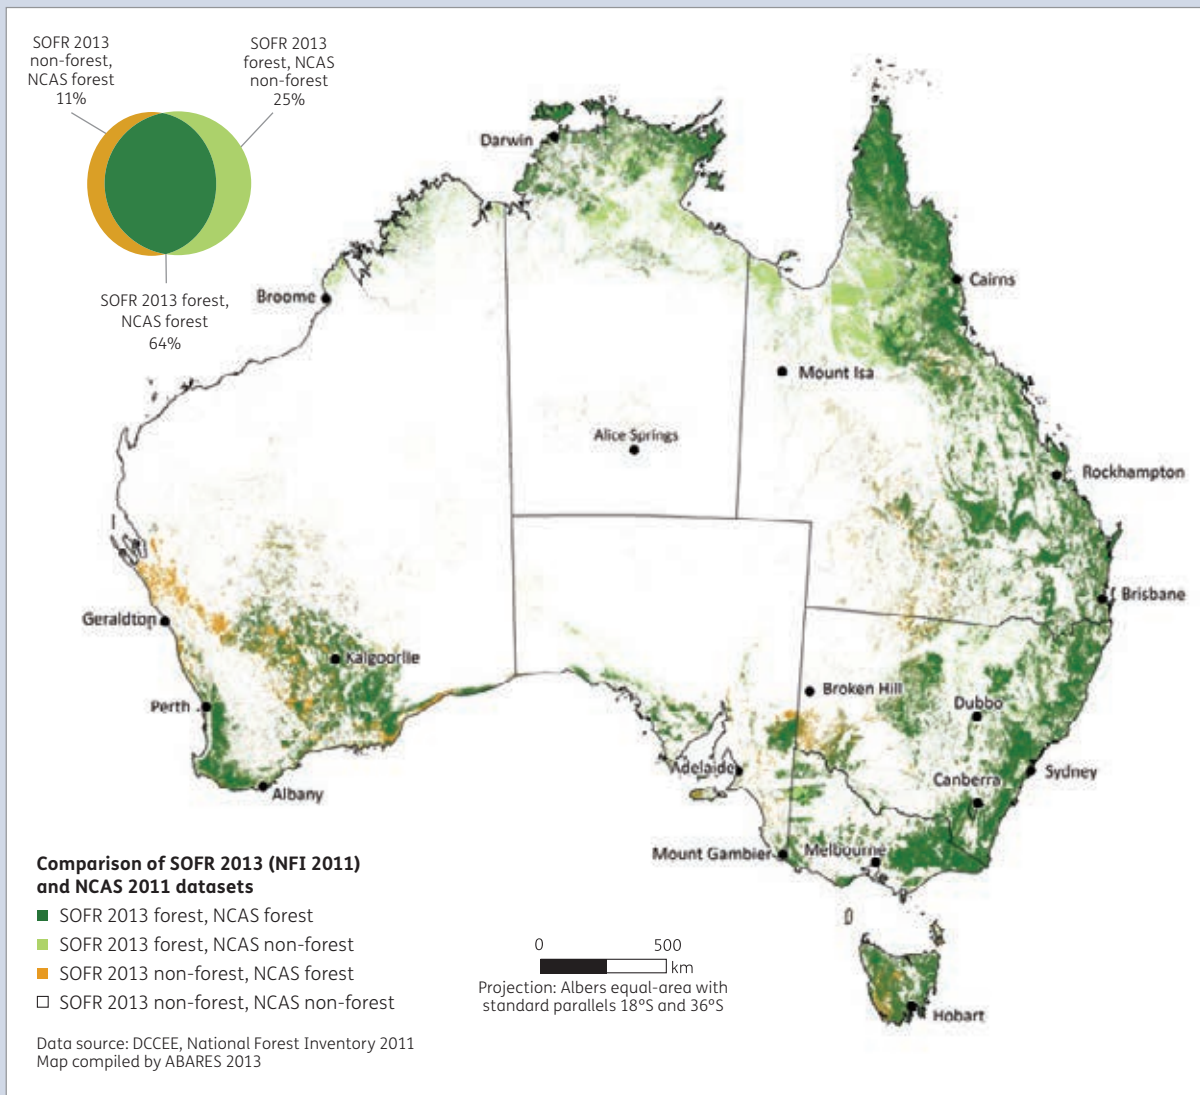 SOFR 2013
non-forest,
NCAS forest
11%
SOFR 2013
forest, NCAS
non-forest
25%
SOFR 2013 forest,
NCAS forest
64%
Darwin
Broome
Cairns
Mount Isa
Alice Springs
Rockhampton
Geraldton
Brisbane
Kalgoorlie
Broken Hill
Perth
Dubbo
Adelaide
Sydney
Canberra
Albany
Mount Gambier
Melbourne
Hobart
Comparison of SOFR 2013 (NFI 2011)
and NCAS 2011 datasets
SOFR 2013 forest, NCAS forest
SOFR 2013 forest, NCAS non-forest
SOFR 2013 non-forest, NCAS forest
SOFR 2013 non-forest, NCAS non-forest
0 500
km
Projection: Albers equal-area with
standard parallels 18°S and 36°S
Data source: DCCEE, National Forest Inventory 2011
Map compiled by ABARES 2013